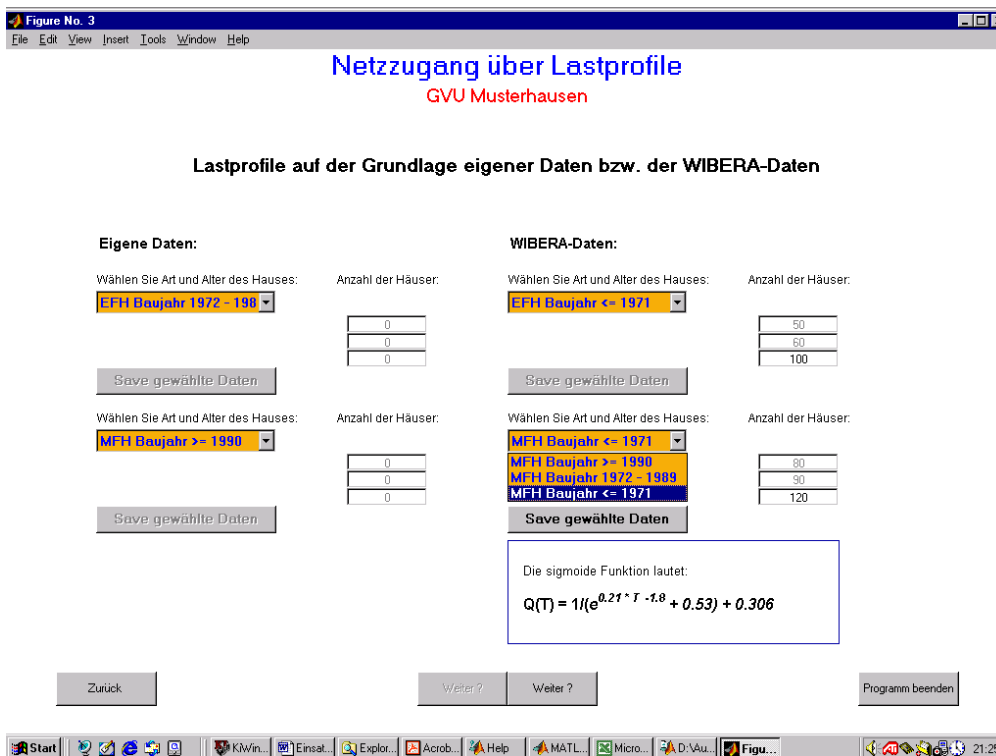 Figure No. 3
File Edit View Insert Tools Window Help
Netzzugang über Lastprofile
GVU Musterhausen
Lastprofile auf der Grundlage eigener Daten bzw. der WIBERA-Daten
Eigene Daten:
WIBERA-Daten:
Wählen Sie Art und Alter des Hauses: Anzahl der Häuser: Wählen Sie Art und Alter des Hauses: Anzahl der Häuser:
EFH Baujahr 1972 - 198 EFH Baujahr <= 1971
0 50
0 60
0 100
Save gewählte Daten Save gewählte Daten
Wählen Sie Art und Alter des Hauses: Anzahl der Häuser: Wählen Sie Art und Alter des Hauses: Anzahl der Häuser:
MFH Baujahr >= 1990 MFH Baujahr <= 1971
0 MFH Baujahr >= 1990 80
0 MFH Baujahr 1972 - 1989 90
0 MFH Baujahr <= 1971 120
Save gewählte Daten Save gewählte Daten
Die sigmoide Funktion lautet:
Q(T) = 1/(e^0.21 * T -1.8 + 0.53) + 0.306
Zurück Weiter ? Weiter ? Programm beenden
Start KiWin... Einsat... Explor... Acrob... Help MATL... Micro... D:\Au... Figu...